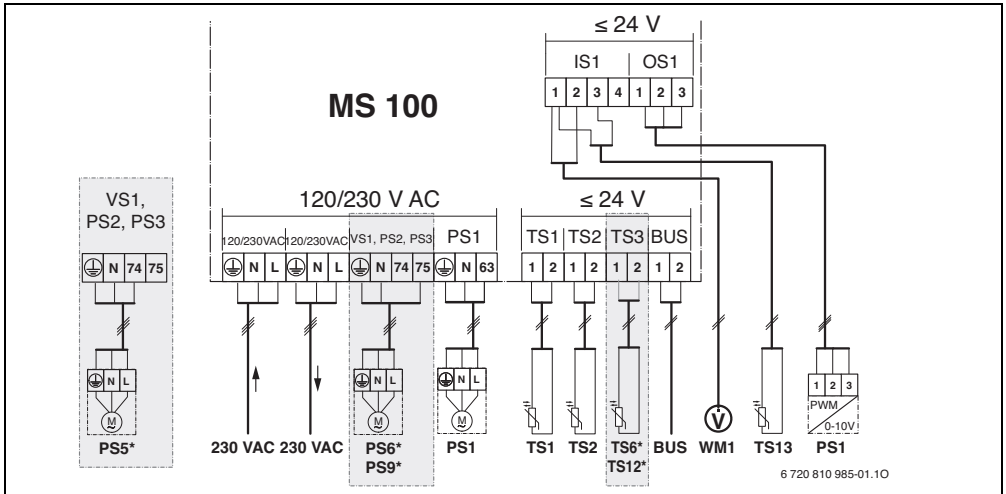 ≤ 24 V
IS1 OS1
1 2 3 4 1 2 3
MS 100
VS1,
PS2, PS3
120/230 V AC
≤ 24 V
120/230VAC 120/230VAC VS1, PS2, PS3 PS1
TS1 TS2 TS3 BUS
N 74 75
N L N L N 74 75 N 63
1 2 1 2 1 2 1 2
N L
N L
N L
1 2 3
PWM
0-10V
M
~
M
~
M
~
V
PS5*
230 VAC 230 VAC PS6* PS1 TS1 TS2 TS6* BUS WM1 TS13 PS1
PS9* TS12*
6 720 810 985-01.1O